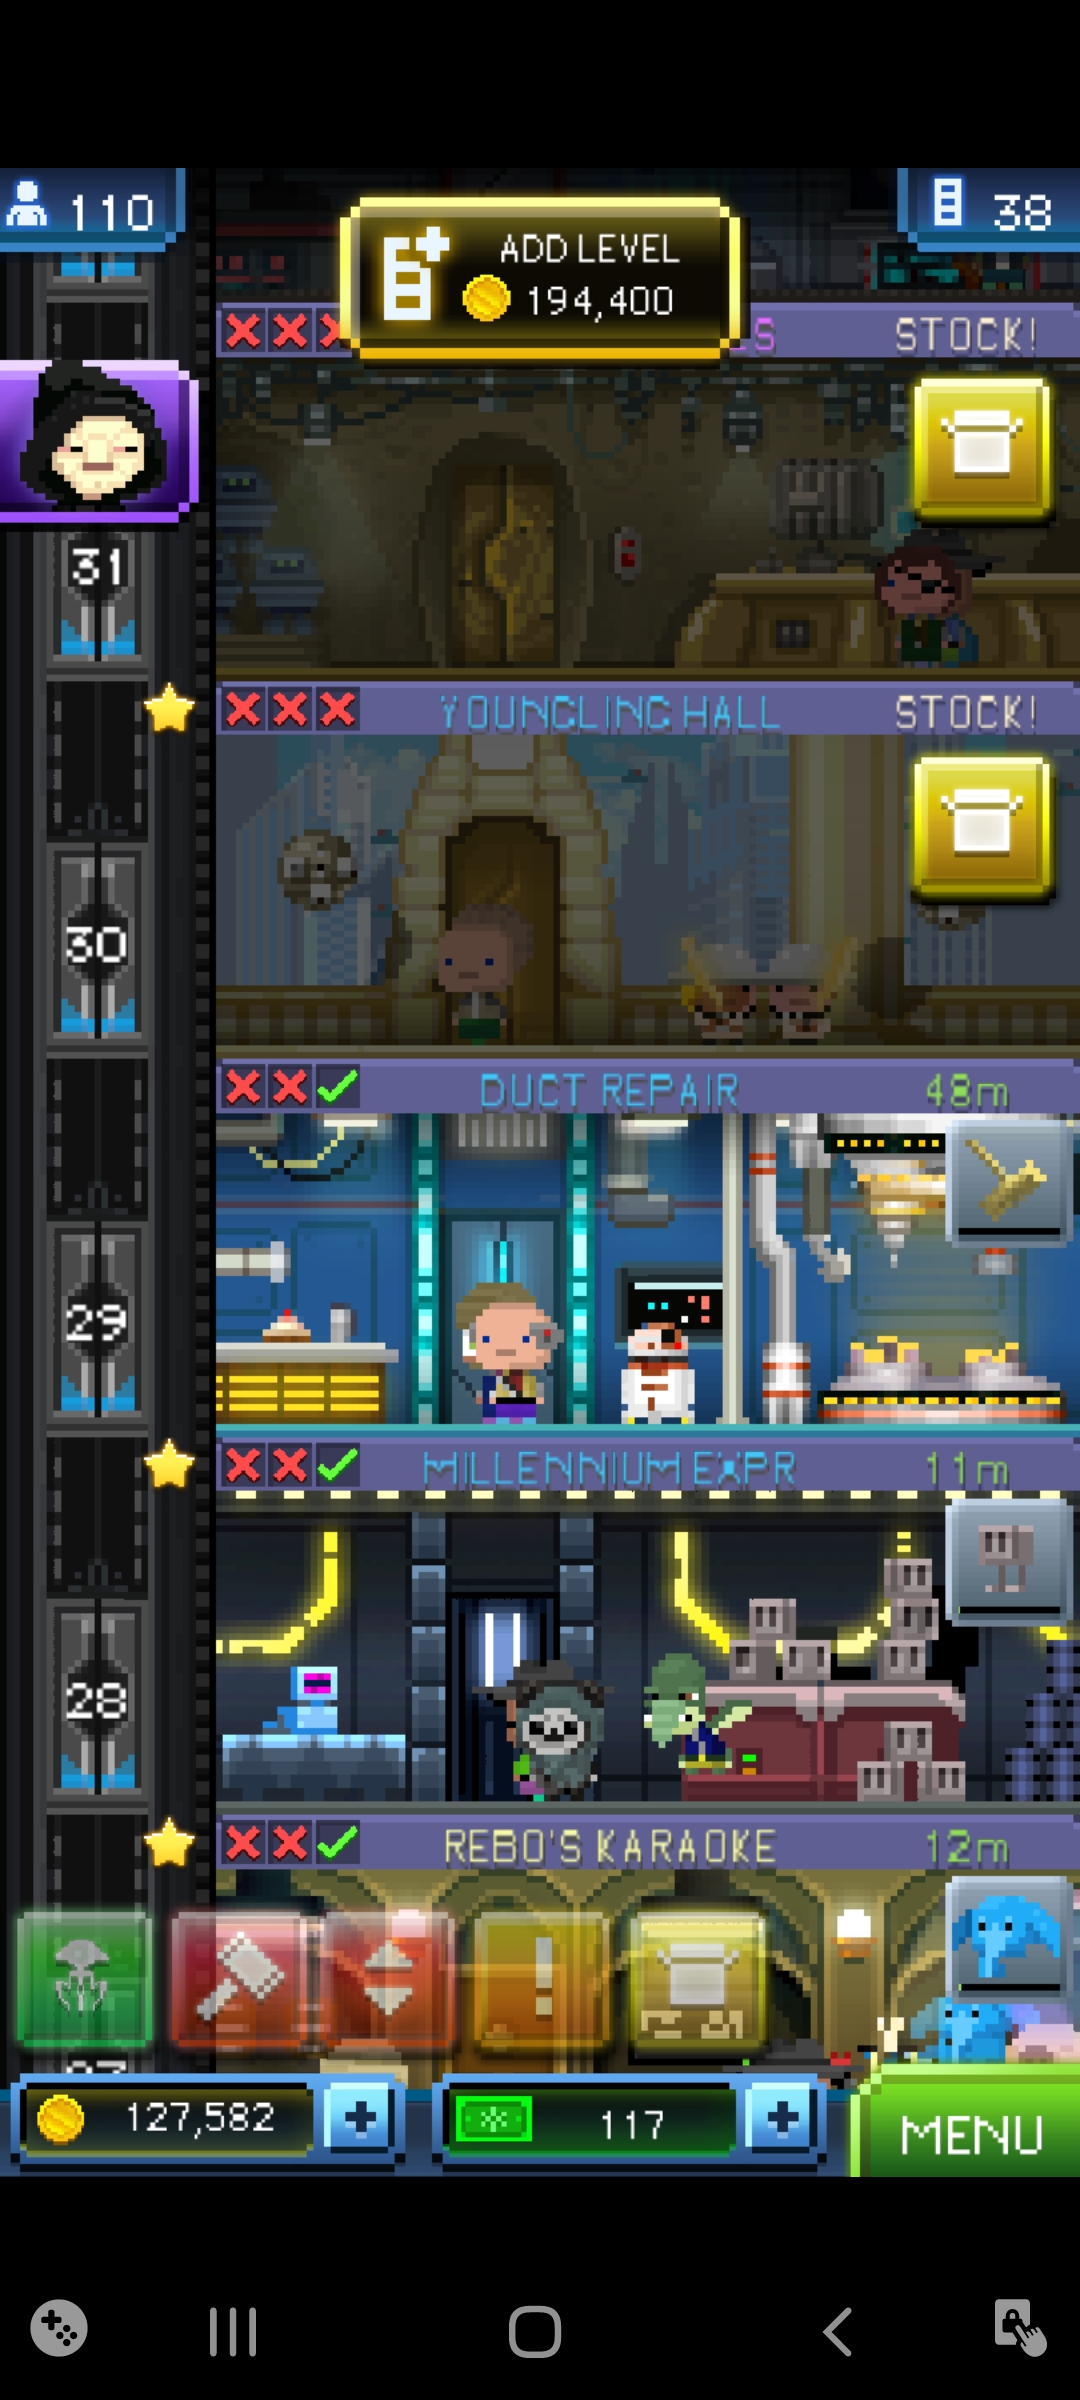 110
38
ADD LEVEL
194,400
STOCK!
31
YOUNGLING HALL
STOCK!
30
DUCT REPAIR
48m
29
MILLENNIUM EXPR
11m
28
REBO'S KARAOKE
12m
127,582
117
MENU